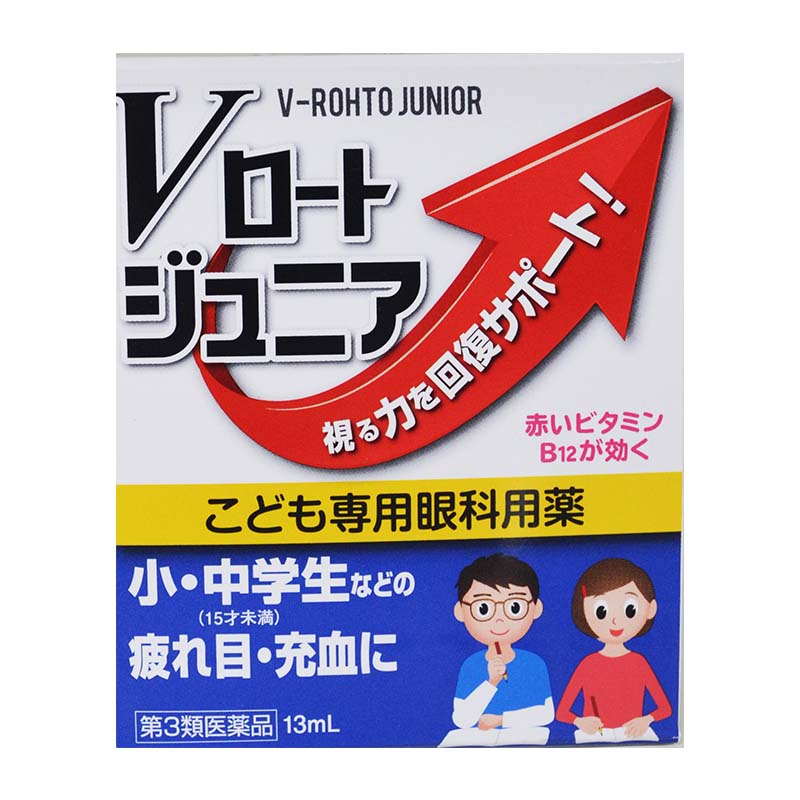 V-ROHTO JUNIOR
Vロート
ジュニア
視る力を回復サポート!
赤いビタミン
B12が効く
こども専用眼科用薬
小・中学生などの
(15才未満)
疲れ目・充血に
第3類医薬品 13mL